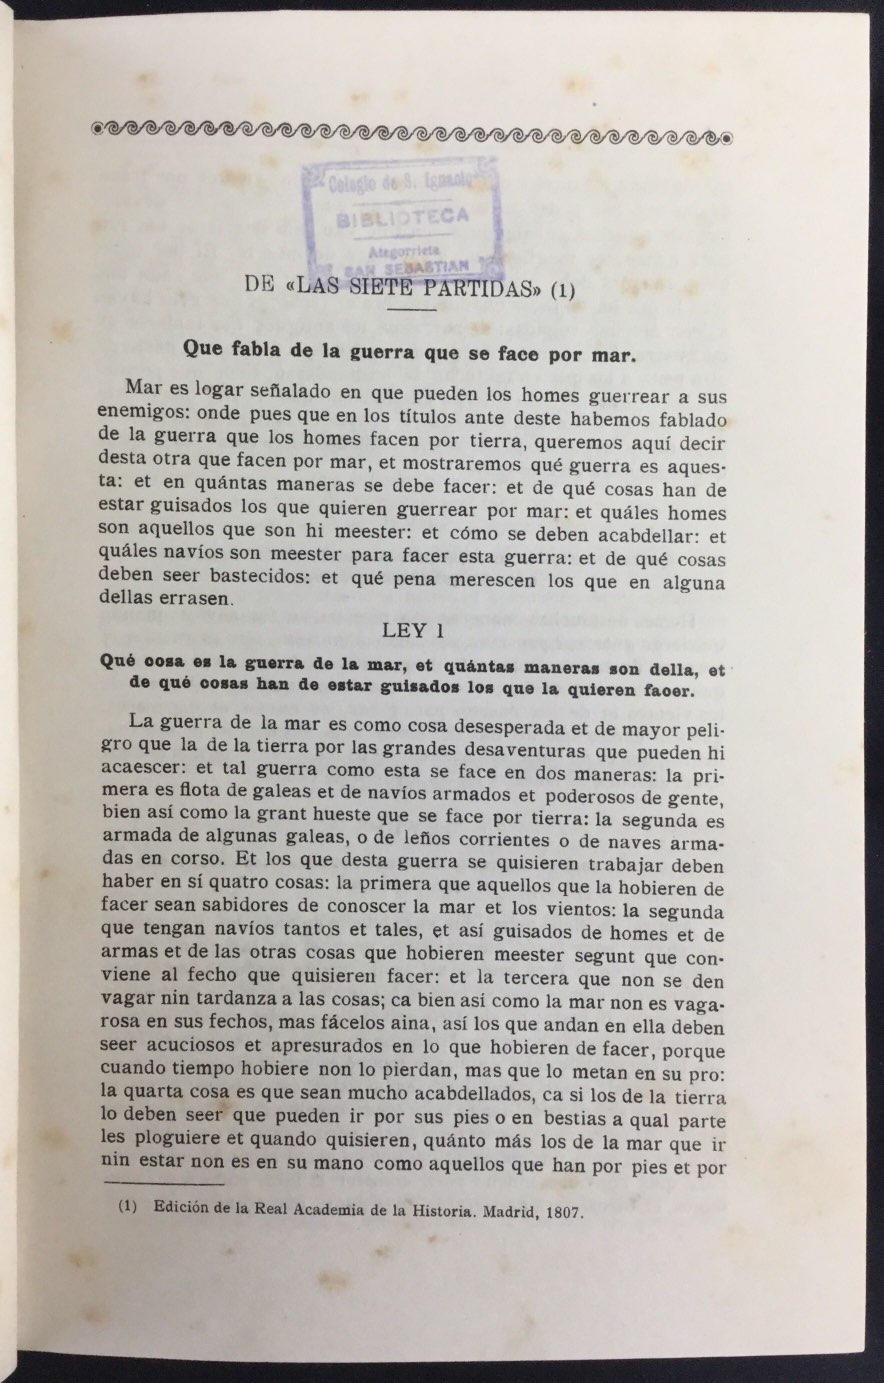 Colegio de S. Ignacio
BIBLIOTECA
Ategorrieta
SAN SEBASTIAN
DE «LAS SIETE PARTIDAS» (1)
Que fabla de la guerra que se face por mar.
Mar es logar señalado en que pueden los homes guerrear a sus
enemigos: onde pues que en los títulos ante deste habemos fablado
de la guerra que los homes facen por tierra, queremos aquí decir
desta otra que facen por mar, et mostraremos qué guerra es aques-
ta: et en quántas maneras se debe facer: et de qué cosas han de
estar guisados los que quieren guerrear por mar: et quáles homes
son aquellos que son hi meester: et cómo se deben acabdellar: et
quáles navíos son meester para facer esta guerra: et de qué cosas
deben seer bastecidos: et qué pena merescen los que en alguna
dellas errasen.
LEY 1
Qué cosa es la guerra de la mar, et quántas maneras son della, et
de qué cosas han de estar guisados los que la quieren facer.
La guerra de la mar es como cosa desesperada et de mayor peli-
gro que la de la tierra por las grandes desaventuras que pueden hi
acaescer: et tal guerra como esta se face en dos maneras: la pri-
mera es flota de galeas et de navíos armados et poderosos de gente,
bien así como la grant hueste que se face por tierra: la segunda es
armada de algunas galeas, o de leños corrientes o de naves arma-
das en corso. Et los que desta guerra se quisieren trabajar deben
haber en sí quatro cosas: la primera que aquellos que la hobieren de
facer sean sabidores de conoscer la mar et los vientos: la segunda
que tengan navíos tantos et tales, et así guisados de homes et de
armas et de las otras cosas que hobieren meester segunt que con-
viene al fecho que quisieren facer: et la tercera que non se den
vagar nin tardanza a las cosas; ca bien así como la mar non es vaga-
rosa en sus fechos, mas fácelos aina, así los que andan en ella deben
seer acuciosos et apresurados en lo que hobieren de facer, porque
cuando tiempo hobiere non lo pierdan, mas que lo metan en su pro:
la quarta cosa es que sean mucho acabdellados, ca si los de la tierra
lo deben seer que pueden ir por sus pies o en bestias a qual parte
les ploguiere et quando quisieren, quánto más los de la mar que ir
nin estar non es en su mano como aquellos que han por pies et por
(1) Edición de la Real Academia de la Historia. Madrid, 1807.